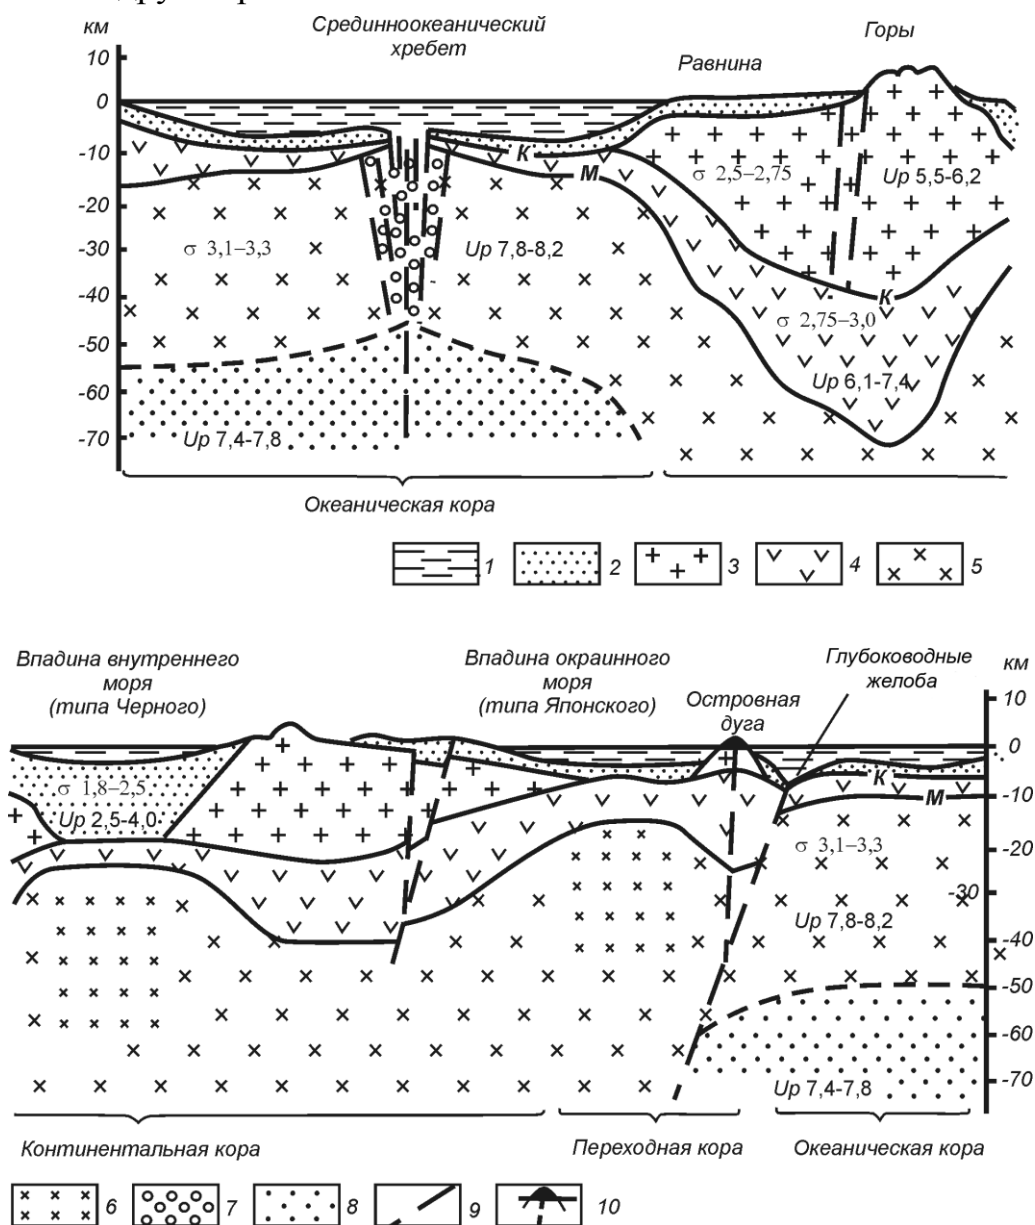 км
Срединноокеанический
хребет
Горы
Равнина
10
0
-10
-20
-30
-40
-50
-60
-70
К
М
σ 2,5–2,75
Up 5,5-6,2
σ 3,1–3,3
Up 7,8-8,2
К
σ 2,75–3,0
Up 6,1-7,4
Up 7,4-7,8
Океаническая кора
1
2
3
4
5
Впадина внутреннего
моря
(типа Черного)
Впадина окраинного
моря
(типа Японского)
Островная
дуга
Глубоководные
желоба
км
10
0
-10
-20
-30
-40
-50
-60
-70
σ 1,8–2,5
Up 2,5-4,0
К
М
σ 3,1–3,3
Up 7,8-8,2
Up 7,4-7,8
Континентальная кора
Переходная кора
Океаническая кора
6
7
8
9
10